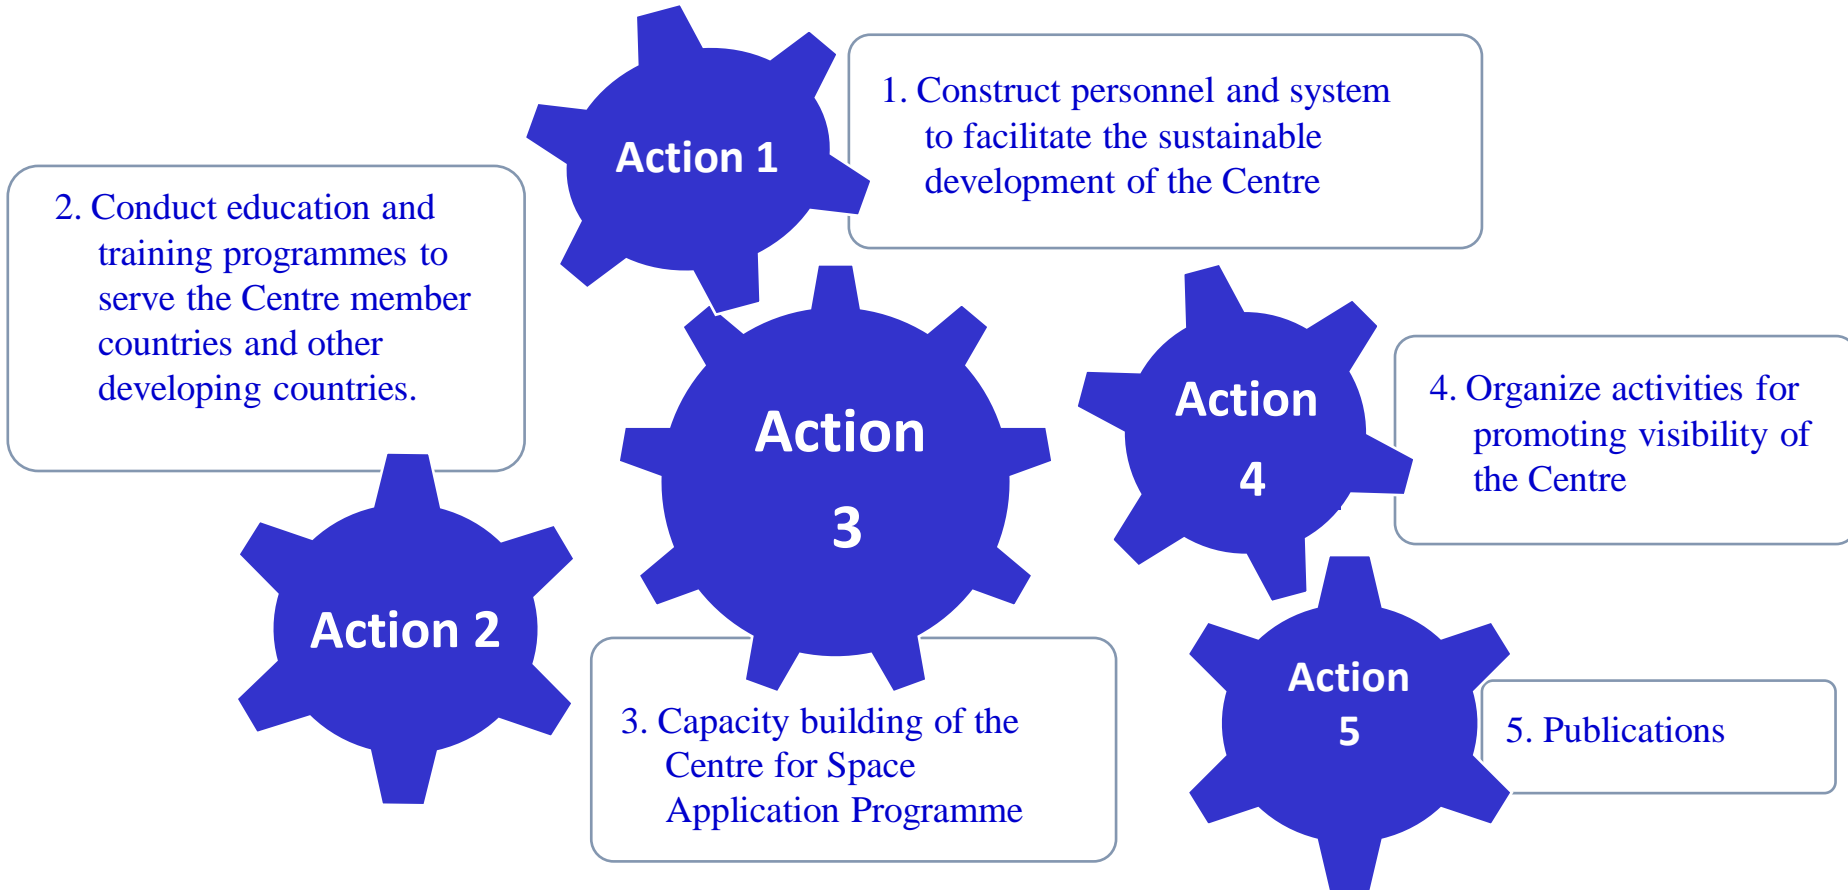 Action 1
1. Construct personnel and system
to facilitate the sustainable
development of the Centre
2. Conduct education and
training programmes to
serve the Centre member
countries and other
developing countries.
Action 2
Action
3
3. Capacity building of the
Centre for Space
Application Programme
Action
4
4. Organize activities for
promoting visibility of
the Centre
Action
5
5. Publications